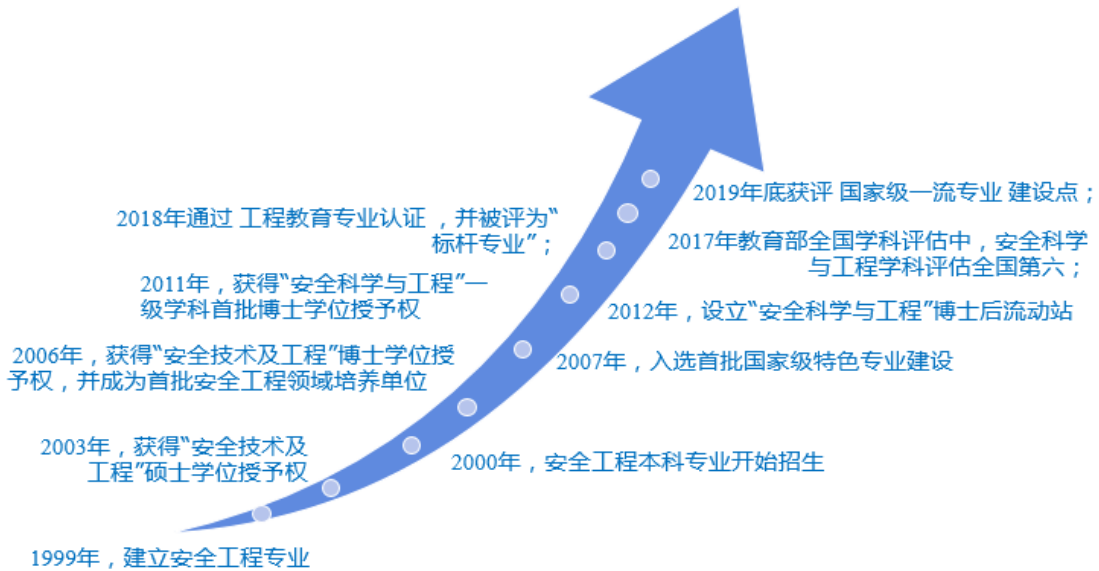 2019年底获评 国家级一流专业 建设点；
2018年通过 工程教育专业认证 ，并被评为“
标杆专业”；
2017年教育部全国学科评估中，安全科学
与工程学科评估全国第六；
2011年，获得“安全科学与工程”一
级学科首批博士学位授予权
2012年，设立“安全科学与工程”博士后流动站
2006年，获得“安全技术及工程”博士学位授
予权，并成为首批安全工程领域培养单位
2007年，入选首批国家级特色专业建设
2003年，获得“安全技术及
工程”硕士学位授予权
2000年，安全工程本科专业开始招生
1999年，建立安全工程专业